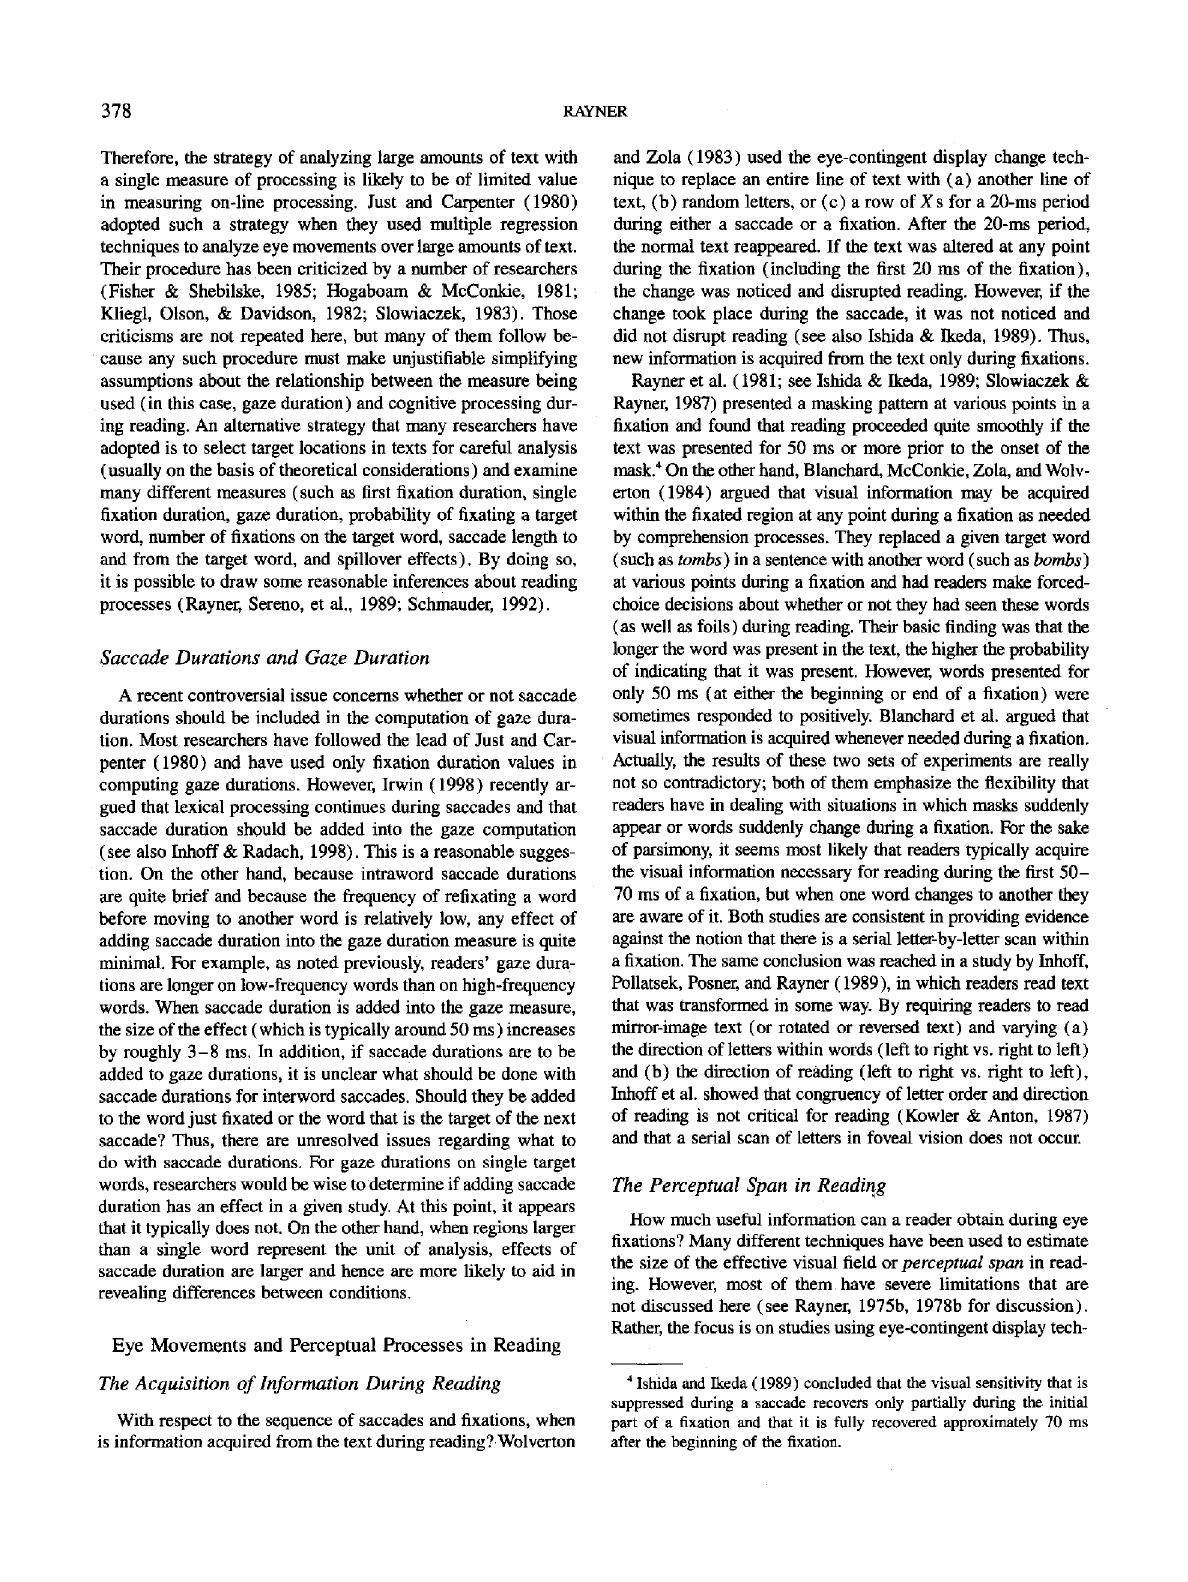 378
RAYNER
Therefore, the strategy of analyzing large amounts of text with
a single measure of processing is likely to be of limited value
in measuring on-line processing. Just and Carpenter (1980)
adopted such a strategy when they used multiple regression
techniques to analyze eye movements over large amounts of text.
Their procedure has been criticized by a number of researchers
(Fisher & Shebilske, 1985; Hogaboam & McConkie, 1981;
Kliegl, Olson, & Davidson, 1982; Slowiaczek, 1983). Those
criticisms are not repeated here, but many of them follow be-
cause any such procedure must make unjustifiable simplifying
assumptions about the relationship between the measure being
used (in this case, gaze duration) and cognitive processing dur-
ing reading. An alternative strategy that many researchers have
adopted is to select target locations in texts for careful analysis
(usually on the basis of theoretical considerations) and examine
many different measures (such as first fixation duration, single
fixation duration, gaze duration, probability of fixating a target
word, number of fixations on the target word, saccade length to
and from the target word, and spillover effects). By doing so,
it is possible to draw some reasonable inferences about reading
processes (Rayner, Sereno, et al., 1989; Schmauder, 1992).
Saccade Durations and Gaze Duration
A recent controversial issue concerns whether or not saccade
durations should be included in the computation of gaze dura-
tion. Most researchers have followed the lead of Just and Car-
penter (1980) and have used only fixation duration values in
computing gaze durations. However, Irwin (1998) recently ar-
gued that lexical processing continues during saccades and that
saccade duration should be added into the gaze computation
(see also Inhoff & Radach, 1998). This is a reasonable sugges-
tion. On the other hand, because intraword saccade durations
are quite brief and because the frequency of refixating a word
before moving to another word is relatively low, any effect of
adding saccade duration into the gaze duration measure is quite
minimal. For example, as noted previously, readers' gaze dura-
tions are longer on low-frequency words than on high-frequency
words. When saccade duration is added into the gaze measure,
the size of the effect (which is typically around 50 ms) increases
by roughly 3–8 ms. In addition, if saccade durations are to be
added to gaze durations, it is unclear what should be done with
saccade durations for interword saccades. Should they be added
to the word just fixated or the word that is the target of the next
saccade? Thus, there are unresolved issues regarding what to
do with saccade durations. For gaze durations on single target
words, researchers would be wise to determine if adding saccade
duration has an effect in a given study. At this point, it appears
that it typically does not. On the other hand, when regions larger
than a single word represent the unit of analysis, effects of
saccade duration are larger and hence are more likely to aid in
revealing differences between conditions.
Eye Movements and Perceptual Processes in Reading
The Acquisition of Information During Reading
With respect to the sequence of saccades and fixations, when
is information acquired from the text during reading? Wolverton
and Zola (1983) used the eye-contingent display change tech-
nique to replace an entire line of text with (a) another line of
text, (b) random letters, or (c) a row of Xs for a 20-ms period
during either a saccade or a fixation. After the 20-ms period,
the normal text reappeared. If the text was altered at any point
during the fixation (including the first 20 ms of the fixation),
the change was noticed and disrupted reading. However, if the
change took place during the saccade, it was not noticed and
did not disrupt reading (see also Ishida & Ikeda, 1989). Thus,
new information is acquired from the text only during fixations.
Rayner et al. (1981; see Ishida & Ikeda, 1989; Slowiaczek &
Rayner, 1987) presented a masking pattern at various points in a
fixation and found that reading proceeded quite smoothly if the
text was presented for 50 ms or more prior to the onset of the
mask.⁴ On the other hand, Blanchard, McConkie, Zola, and Wolv-
erton (1984) argued that visual information may be acquired
within the fixated region at any point during a fixation as needed
by comprehension processes. They replaced a given target word
(such as tombs) in a sentence with another word (such as bombs)
at various points during a fixation and had readers make forced-
choice decisions about whether or not they had seen these words
(as well as foils) during reading. Their basic finding was that the
longer the word was present in the text, the higher the probability
of indicating that it was present. However, words presented for
only 50 ms (at either the beginning or end of a fixation) were
sometimes responded to positively. Blanchard et al. argued that
visual information is acquired whenever needed during a fixation.
Actually, the results of these two sets of experiments are really
not so contradictory; both of them emphasize the flexibility that
readers have in dealing with situations in which masks suddenly
appear or words suddenly change during a fixation. For the sake
of parsimony, it seems most likely that readers typically acquire
the visual information necessary for reading during the first 50–
70 ms of a fixation, but when one word changes to another they
are aware of it. Both studies are consistent in providing evidence
against the notion that there is a serial letter-by-letter scan within
a fixation. The same conclusion was reached in a study by Inhoff,
Pollatsek, Posner, and Rayner (1989), in which readers read text
that was transformed in some way. By requiring readers to read
mirror-image text (or rotated or reversed text) and varying (a)
the direction of letters within words (left to right vs. right to left)
and (b) the direction of reading (left to right vs. right to left),
Inhoff et al. showed that congruency of letter order and direction
of reading is not critical for reading (Kowler & Anton, 1987)
and that a serial scan of letters in foveal vision does not occur.
The Perceptual Span in Reading
How much useful information can a reader obtain during eye
fixations? Many different techniques have been used to estimate
the size of the effective visual field or perceptual span in read-
ing. However, most of them have severe limitations that are
not discussed here (see Rayner, 1975b, 1978b for discussion).
Rather, the focus is on studies using eye-contingent display tech-
⁴ Ishida and Ikeda (1989) concluded that the visual sensitivity that is
suppressed during a saccade recovers only partially during the initial
part of a fixation and that it is fully recovered approximately 70 ms
after the beginning of the fixation.